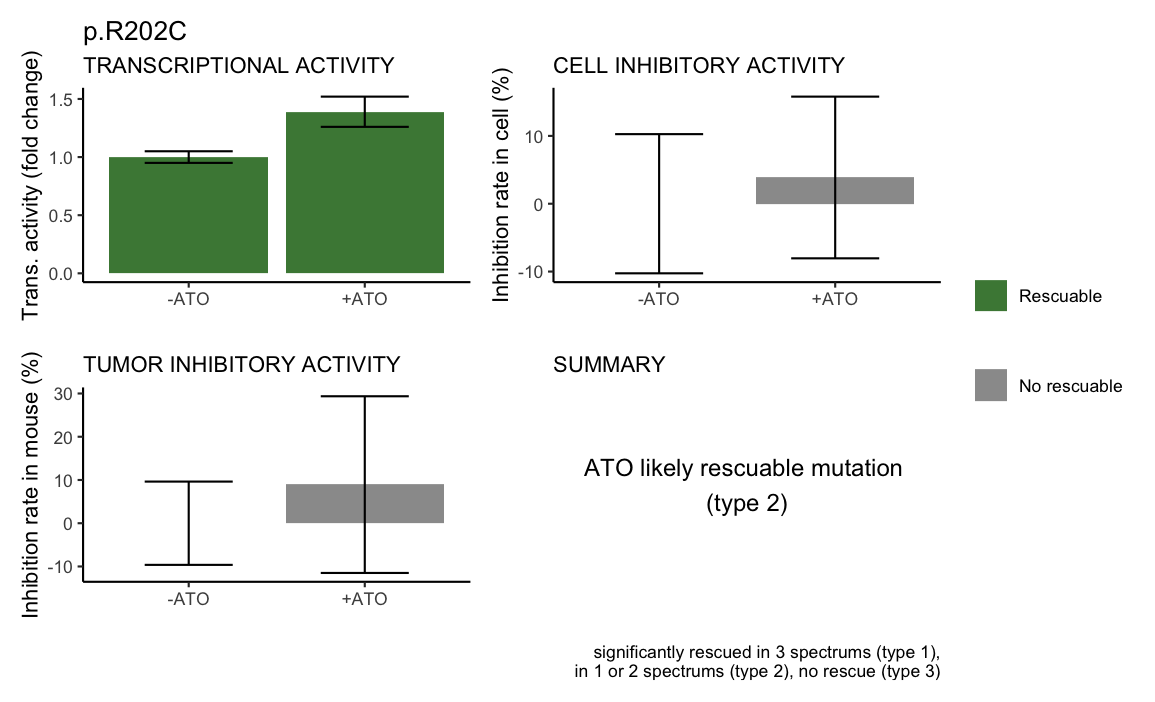 p.R202C
TRANSCRIPTIONAL ACTIVITY
Trans. activity (fold change)
1.5
1.0
0.5
0.0
-ATO +ATO
CELL INHIBITORY ACTIVITY
Inhibition rate in cell (%)
10
0
-10
-ATO +ATO
Rescuable
No rescuable
TUMOR INHIBITORY ACTIVITY
Inhibition rate in mouse (%)
30
20
10
0
-10
-ATO +ATO
SUMMARY
ATO likely rescuable mutation
(type 2)
significantly rescued in 3 spectrums (type 1),
in 1 or 2 spectrums (type 2), no rescue (type 3)